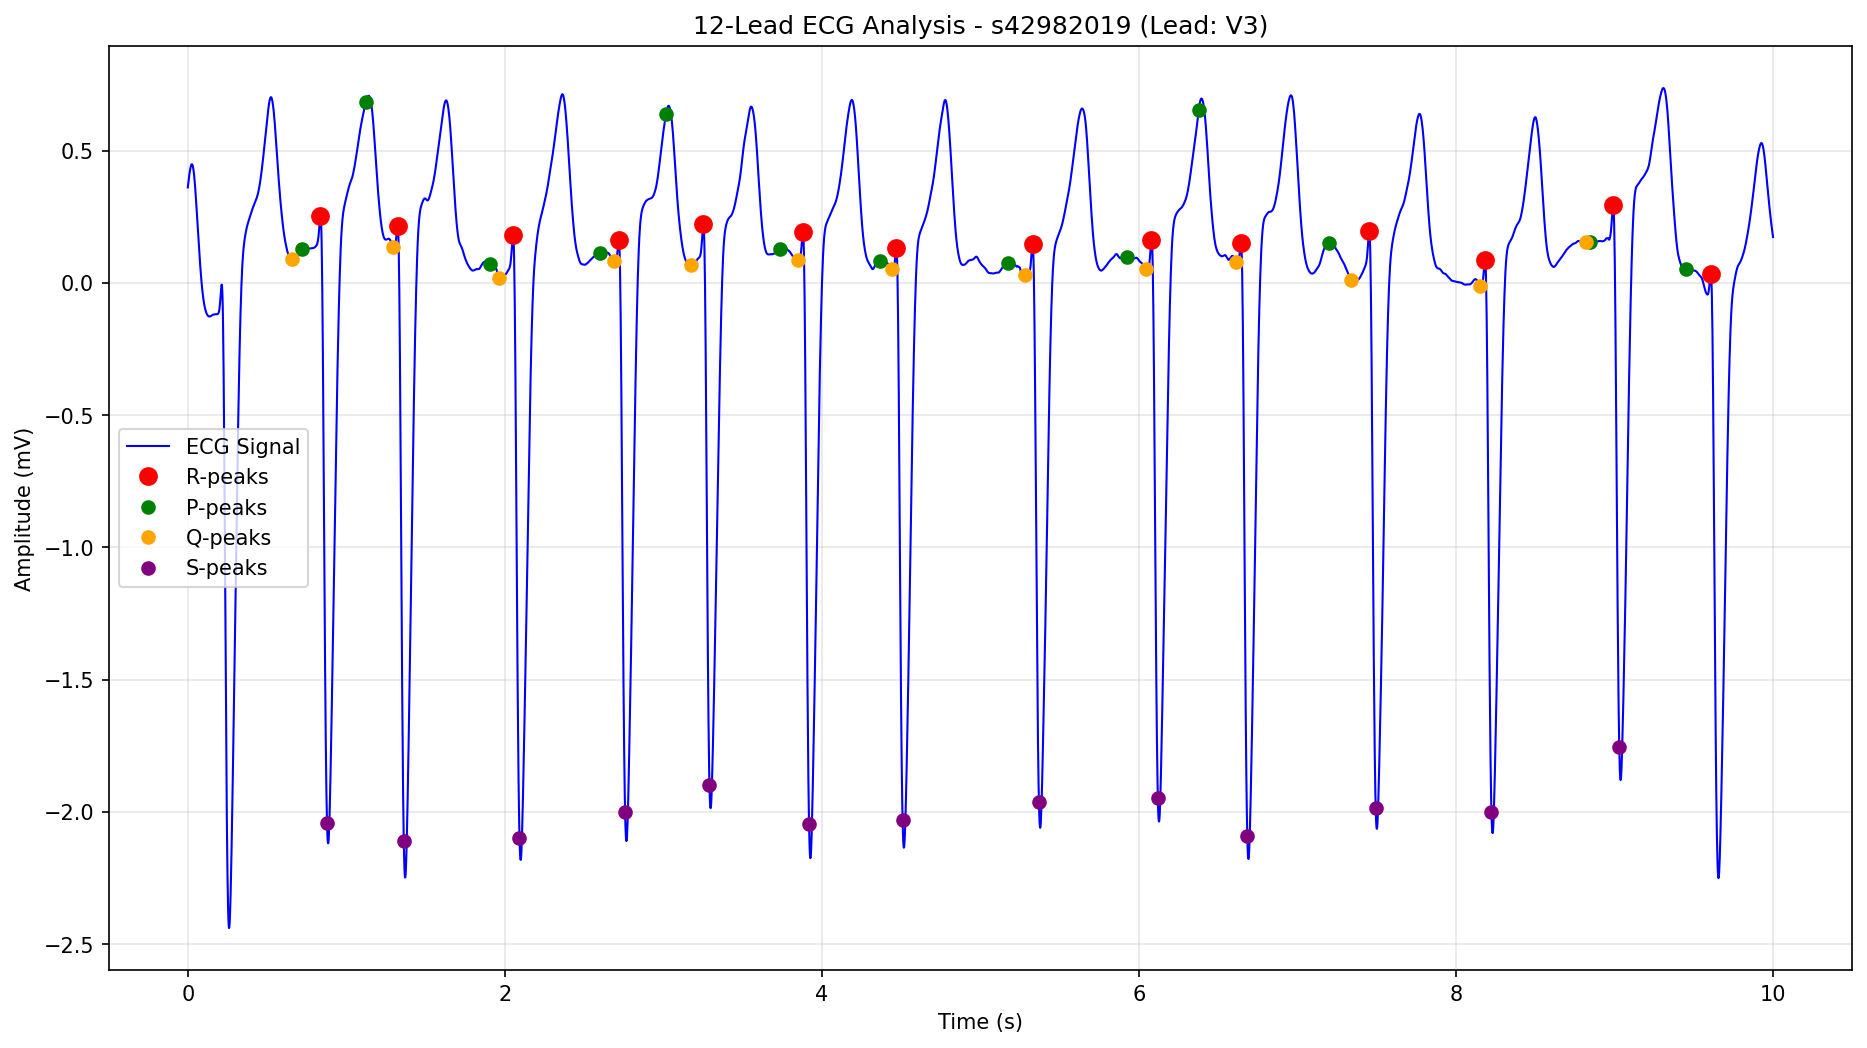 12-Lead ECG Analysis - s42982019 (Lead: V3)
Amplitude (mV)
0.5
0.0
−0.5
−1.0
−1.5
−2.0
−2.5
ECG Signal
R-peaks
P-peaks
Q-peaks
S-peaks
0 2 4 6 8 10
Time (s)